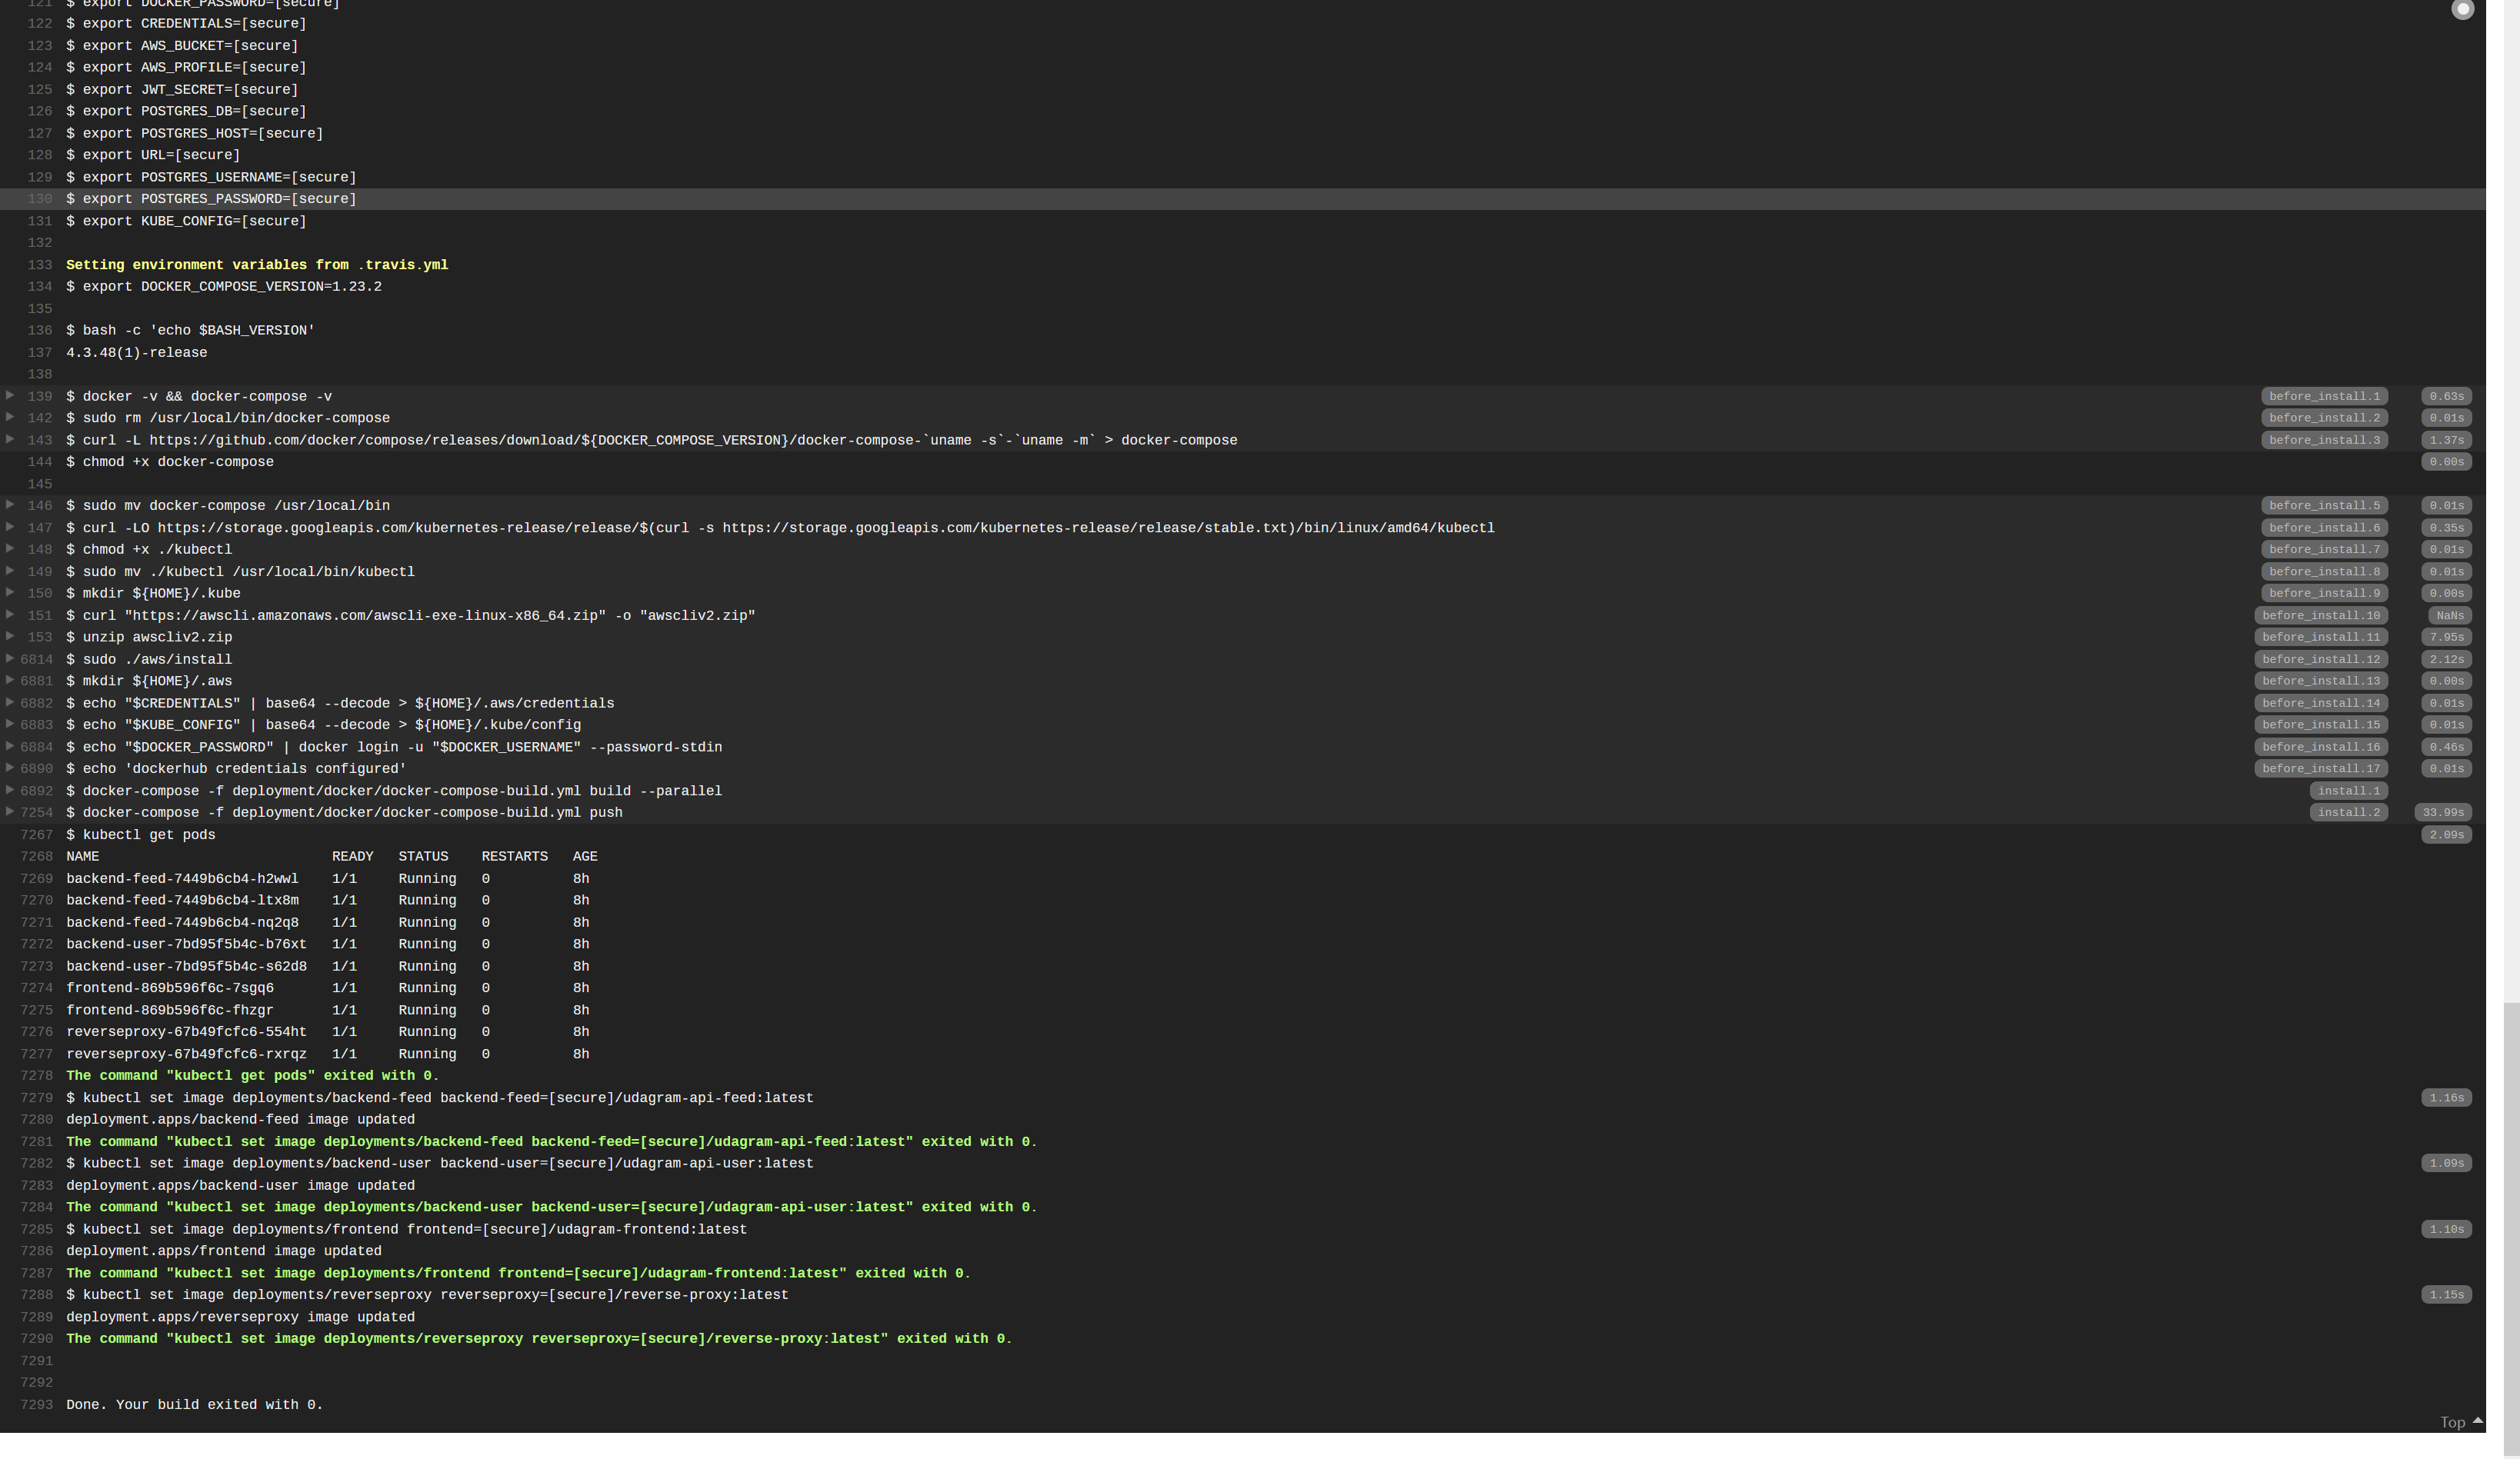 121 $ export DOCKER_PASSWORD=[secure]
122 $ export CREDENTIALS=[secure]
123 $ export AWS_BUCKET=[secure]
124 $ export AWS_PROFILE=[secure]
125 $ export JWT_SECRET=[secure]
126 $ export POSTGRES_DB=[secure]
127 $ export POSTGRES_HOST=[secure]
128 $ export URL=[secure]
129 $ export POSTGRES_USERNAME=[secure]
130 $ export POSTGRES_PASSWORD=[secure]
131 $ export KUBE_CONFIG=[secure]
132
133 Setting environment variables from .travis.yml
134 $ export DOCKER_COMPOSE_VERSION=1.23.2
135
136 $ bash -c 'echo $BASH_VERSION'
137 4.3.48(1)-release
138
139 $ docker -v && docker-compose -v before_install.1 0.63s
142 $ sudo rm /usr/local/bin/docker-compose before_install.2 0.01s
143 $ curl -L https://github.com/docker/compose/releases/download/${DOCKER_COMPOSE_VERSION}/docker-compose-`uname -s`-`uname -m` > docker-compose before_install.3 1.37s
144 $ chmod +x docker-compose 0.00s
145
146 $ sudo mv docker-compose /usr/local/bin before_install.5 0.01s
147 $ curl -LO https://storage.googleapis.com/kubernetes-release/release/$(curl -s https://storage.googleapis.com/kubernetes-release/release/stable.txt)/bin/linux/amd64/kubectl before_install.6 0.35s
148 $ chmod +x ./kubectl before_install.7 0.01s
149 $ sudo mv ./kubectl /usr/local/bin/kubectl before_install.8 0.01s
150 $ mkdir ${HOME}/.kube before_install.9 0.00s
151 $ curl "https://awscli.amazonaws.com/awscli-exe-linux-x86_64.zip" -o "awscliv2.zip" before_install.10 NaNs
153 $ unzip awscliv2.zip before_install.11 7.95s
6814 $ sudo ./aws/install before_install.12 2.12s
6881 $ mkdir ${HOME}/.aws before_install.13 0.00s
6882 $ echo "$CREDENTIALS" | base64 --decode > ${HOME}/.aws/credentials before_install.14 0.01s
6883 $ echo "$KUBE_CONFIG" | base64 --decode > ${HOME}/.kube/config before_install.15 0.01s
6884 $ echo "$DOCKER_PASSWORD" | docker login -u "$DOCKER_USERNAME" --password-stdin before_install.16 0.46s
6890 $ echo 'dockerhub credentials configured' before_install.17 0.01s
6892 $ docker-compose -f deployment/docker/docker-compose-build.yml build --parallel install.1
7254 $ docker-compose -f deployment/docker/docker-compose-build.yml push install.2 33.99s
7267 $ kubectl get pods 2.09s
7268 NAME READY STATUS RESTARTS AGE
7269 backend-feed-7449b6cb4-h2wwl 1/1 Running 0 8h
7270 backend-feed-7449b6cb4-ltx8m 1/1 Running 0 8h
7271 backend-feed-7449b6cb4-nq2q8 1/1 Running 0 8h
7272 backend-user-7bd95f5b4c-b76xt 1/1 Running 0 8h
7273 backend-user-7bd95f5b4c-s62d8 1/1 Running 0 8h
7274 frontend-869b596f6c-7sgq6 1/1 Running 0 8h
7275 frontend-869b596f6c-fhzgr 1/1 Running 0 8h
7276 reverseproxy-67b49fcfc6-554ht 1/1 Running 0 8h
7277 reverseproxy-67b49fcfc6-rxrqz 1/1 Running 0 8h
7278 The command "kubectl get pods" exited with 0.
7279 $ kubectl set image deployments/backend-feed backend-feed=[secure]/udagram-api-feed:latest 1.16s
7280 deployment.apps/backend-feed image updated
7281 The command "kubectl set image deployments/backend-feed backend-feed=[secure]/udagram-api-feed:latest" exited with 0.
7282 $ kubectl set image deployments/backend-user backend-user=[secure]/udagram-api-user:latest 1.09s
7283 deployment.apps/backend-user image updated
7284 The command "kubectl set image deployments/backend-user backend-user=[secure]/udagram-api-user:latest" exited with 0.
7285 $ kubectl set image deployments/frontend frontend=[secure]/udagram-frontend:latest 1.10s
7286 deployment.apps/frontend image updated
7287 The command "kubectl set image deployments/frontend frontend=[secure]/udagram-frontend:latest" exited with 0.
7288 $ kubectl set image deployments/reverseproxy reverseproxy=[secure]/reverse-proxy:latest 1.15s
7289 deployment.apps/reverseproxy image updated
7290 The command "kubectl set image deployments/reverseproxy reverseproxy=[secure]/reverse-proxy:latest" exited with 0.
7291
7292
7293 Done. Your build exited with 0.
Top